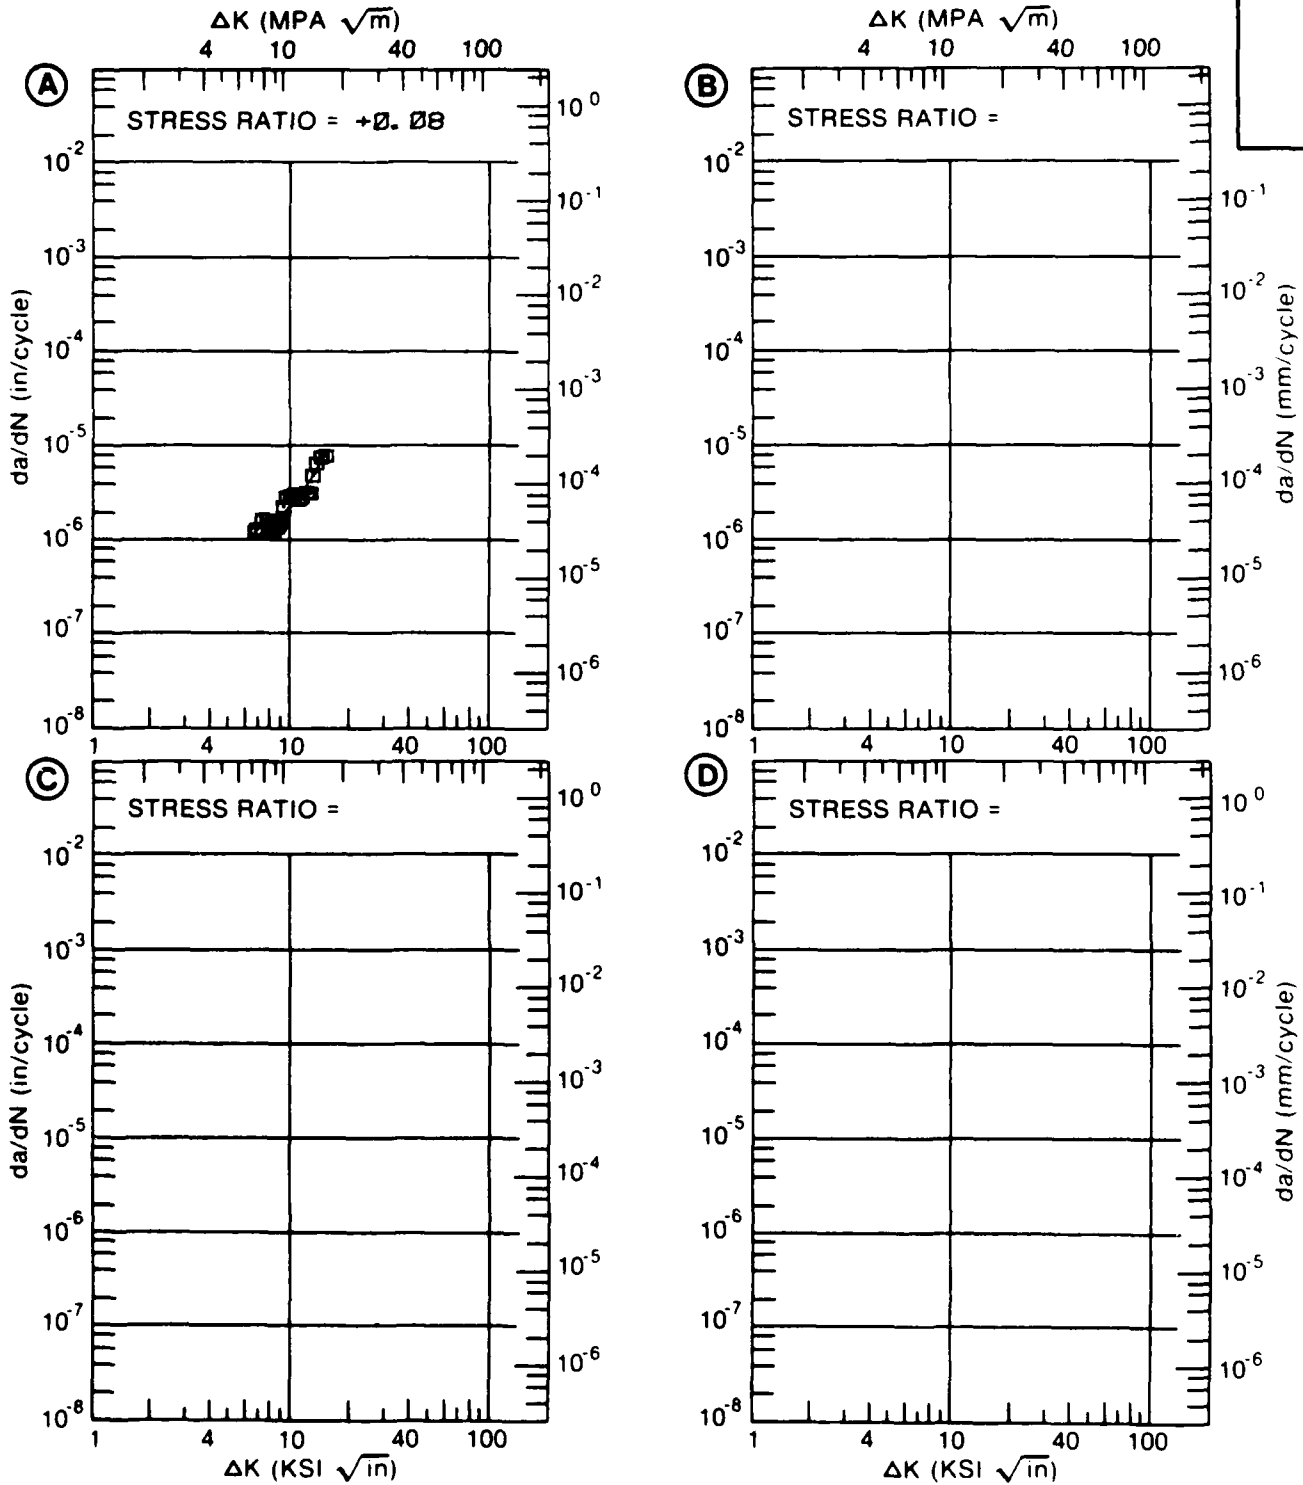 ΔK (MPA √m) ΔK (MPA √m)
4 10 40 100 4 10 40 100
A B
STRESS RATIO = +0.08 STRESS RATIO =
10^0
10^-2 10^-2
10^-1 10^-1
10^-3 10^-3
10^-2 10^-2
da/dN (in/cycle) da/dN (mm/cycle)
10^-4 10^-4
10^-3 10^-3
10^-5 10^-5
10^-4 10^-4
10^-6 10^-6
10^-5 10^-5
10^-7 10^-7
10^-6 10^-6
10^-8 10^-8
1 4 10 40 100 1 4 10 40 100
C D
STRESS RATIO = STRESS RATIO =
10^0 10^0
10^-2 10^-2
10^-1 10^-1
10^-3 10^-3
10^-2 10^-2
da/dN (in/cycle) da/dN (mm/cycle)
10^-4 10^-4
10^-3 10^-3
10^-5 10^-5
10^-4 10^-4
10^-6 10^-6
10^-5 10^-5
10^-7 10^-7
10^-6 10^-6
10^-8 10^-8
1 4 10 40 100 1 4 10 40 100
ΔK (KSI √in) ΔK (KSI √in)